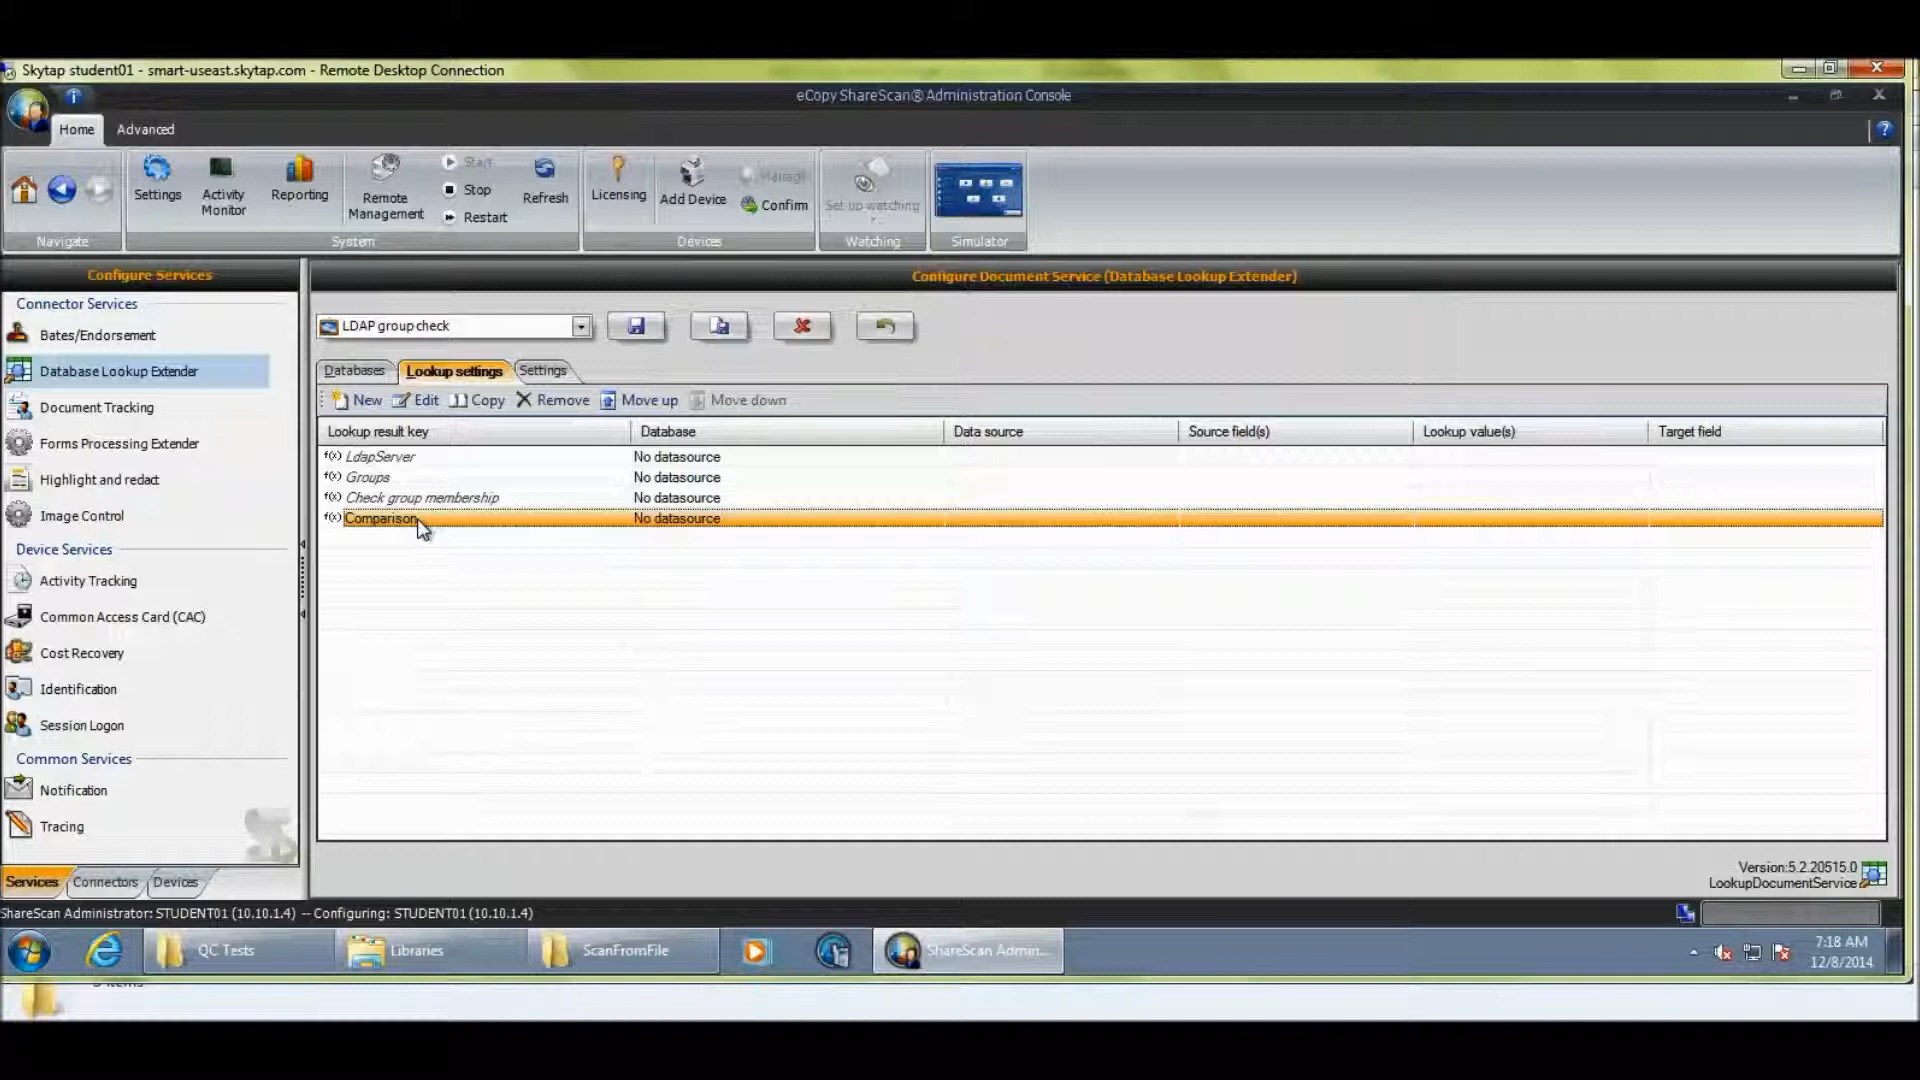 Skytap student01 - smart-useast.skytap.com - Remote Desktop Connection
eCopy ShareScan® Administration Console
Home
Advanced
Settings
Activity
Monitor
Reporting
Remote
Management
Start
Stop
Restart
Refresh
Licensing
Add Device
Manage
Confirm
Set up watching
Navigate
System
Devices
Watching
Simulator
Configure Services
Configure Document Service (Database Lookup Extender)
Connector Services
Bates/Endorsement
Database Lookup Extender
Document Tracking
Forms Processing Extender
Highlight and redact
Image Control
Device Services
Activity Tracking
Common Access Card (CAC)
Cost Recovery
Identification
Session Logon
Common Services
Notification
Tracing
Services
Connectors
Devices
LDAP group check
Databases
Lookup settings
Settings
New
Edit
Copy
Remove
Move up
Move down
Lookup result key
Database
Data source
Source field(s)
Lookup value(s)
Target field
f(x) LdapServer No datasource
f(x) Groups No datasource
f(x) Check group membership No datasource
f(x) Comparison No datasource
Version:5.2.20515.0
LookupDocumentService
ShareScan Administrator: STUDENT01 (10.10.1.4) -- Configuring: STUDENT01 (10.10.1.4)
QC Tests
Libraries
ScanFromFile
ShareScan Admin...
7:18 AM
12/8/2014